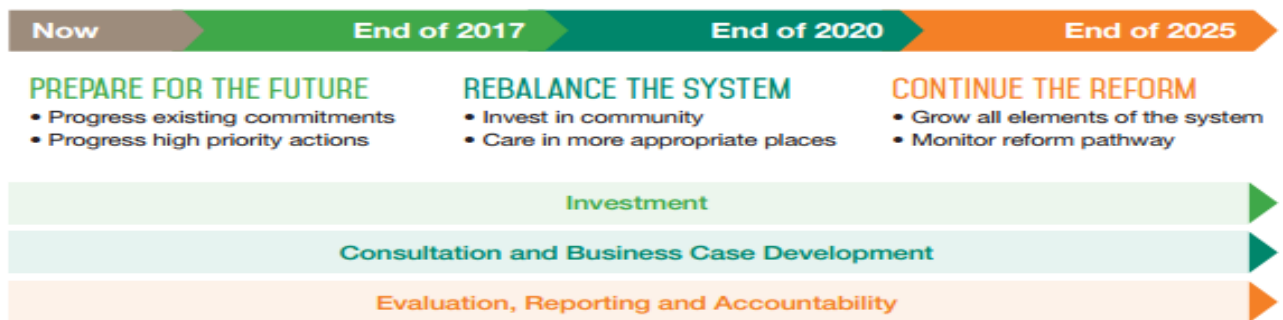 Now End of 2017 End of 2020 End of 2025
PREPARE FOR THE FUTURE
• Progress existing commitments
• Progress high priority actions
REBALANCE THE SYSTEM
• Invest in community
• Care in more appropriate places
CONTINUE THE REFORM
• Grow all elements of the system
• Monitor reform pathway
Investment
Consultation and Business Case Development
Evaluation, Reporting and Accountability